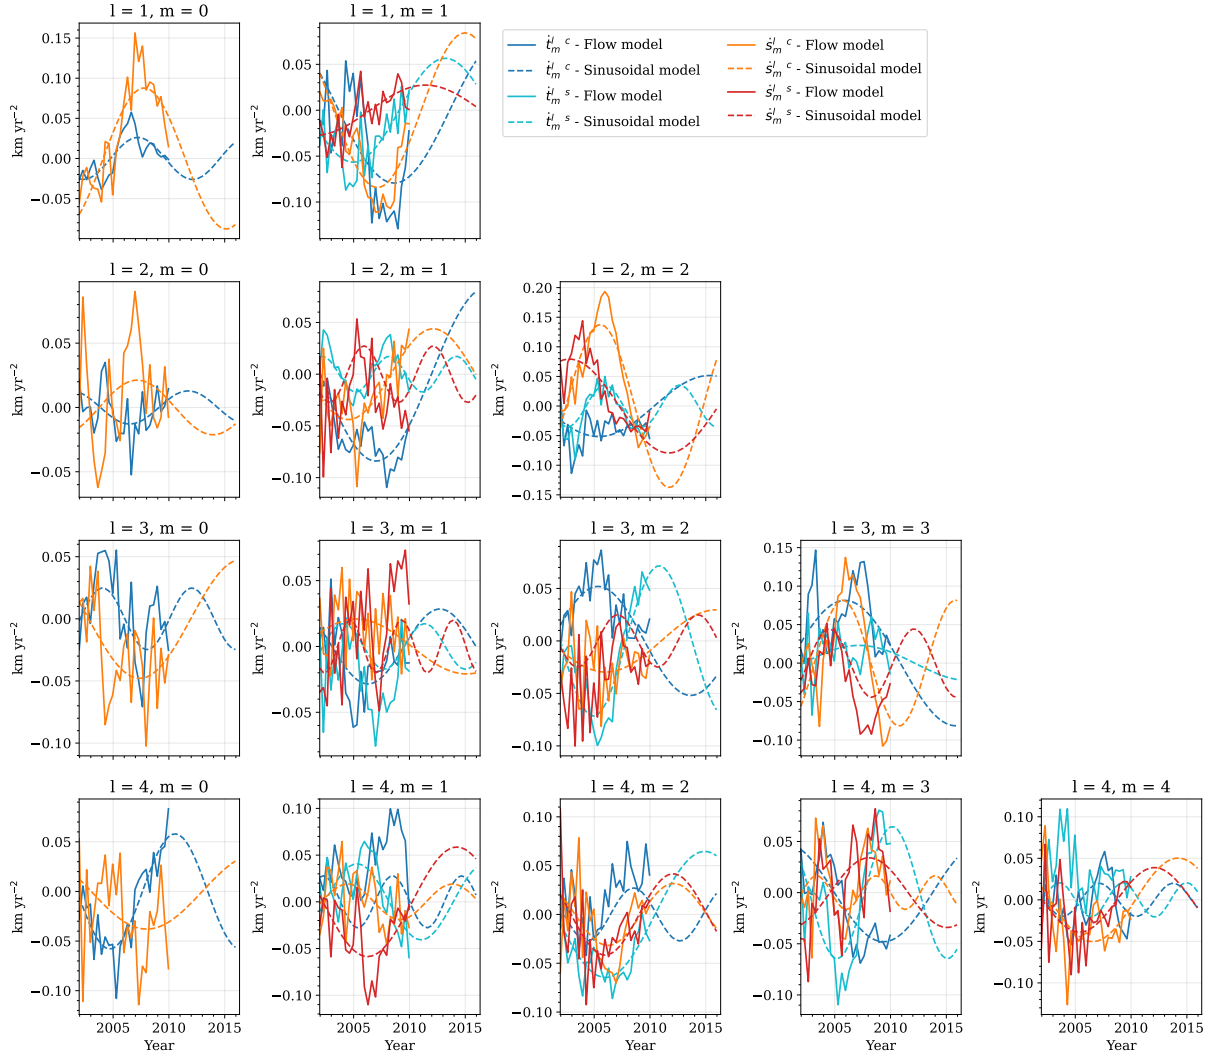 l = 1, m = 0
l = 1, m = 1
ṫ_m^l ^c - Flow model
ṫ_m^l ^c - Sinusoidal model
ṫ_m^l ^s - Flow model
ṫ_m^l ^s - Sinusoidal model
ṡ_m^l ^c - Flow model
ṡ_m^l ^c - Sinusoidal model
ṡ_m^l ^s - Flow model
ṡ_m^l ^s - Sinusoidal model
km yr⁻²
0.15
0.10
0.05
0.00
−0.05
km yr⁻²
0.05
0.00
−0.05
−0.10
l = 2, m = 0
l = 2, m = 1
l = 2, m = 2
km yr⁻²
0.05
0.00
−0.05
km yr⁻²
0.05
0.00
−0.05
−0.10
km yr⁻²
0.20
0.15
0.10
0.05
0.00
−0.05
−0.10
−0.15
l = 3, m = 0
l = 3, m = 1
l = 3, m = 2
l = 3, m = 3
km yr⁻²
0.05
0.00
−0.05
−0.10
km yr⁻²
0.05
0.00
−0.05
km yr⁻²
0.05
0.00
−0.05
−0.10
km yr⁻²
0.15
0.10
0.05
0.00
−0.05
−0.10
l = 4, m = 0
l = 4, m = 1
l = 4, m = 2
l = 4, m = 3
l = 4, m = 4
km yr⁻²
0.05
0.00
−0.05
−0.10
2005 2010 2015
Year
km yr⁻²
0.10
0.05
0.00
−0.05
−0.10
2005 2010 2015
Year
km yr⁻²
0.10
0.05
0.00
−0.05
−0.10
2005 2010 2015
Year
km yr⁻²
0.05
0.00
−0.05
−0.10
2005 2010 2015
Year
km yr⁻²
0.10
0.05
0.00
−0.05
−0.10
2005 2010 2015
Year